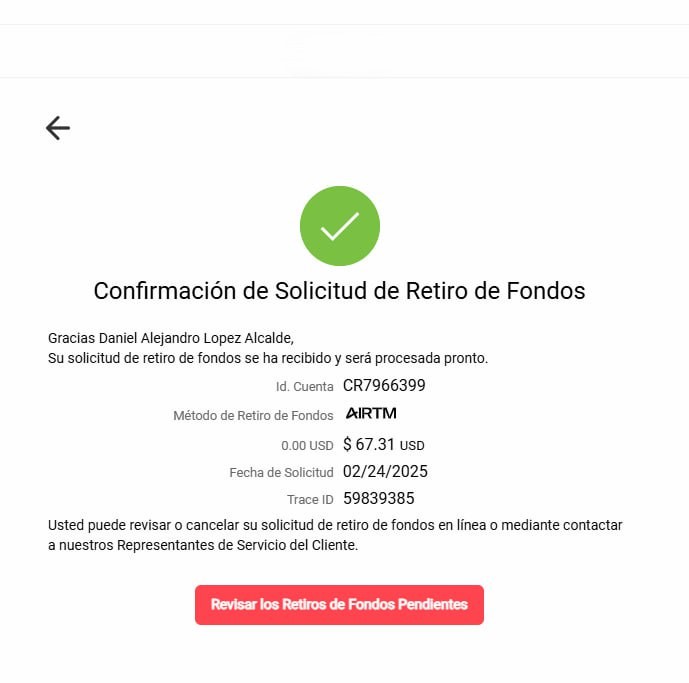 Confirmación de Solicitud de Retiro de Fondos
Gracias Daniel Alejandro Lopez Alcalde,
Su solicitud de retiro de fondos se ha recibido y será procesada pronto.
Id. Cuenta CR7966399
Método de Retiro de Fondos AIRTM
0.00 USD $ 67.31 USD
Fecha de Solicitud 02/24/2025
Trace ID 59839385
Usted puede revisar o cancelar su solicitud de retiro de fondos en línea o mediante contactar
a nuestros Representantes de Servicio del Cliente.
Revisar los Retiros de Fondos Pendientes